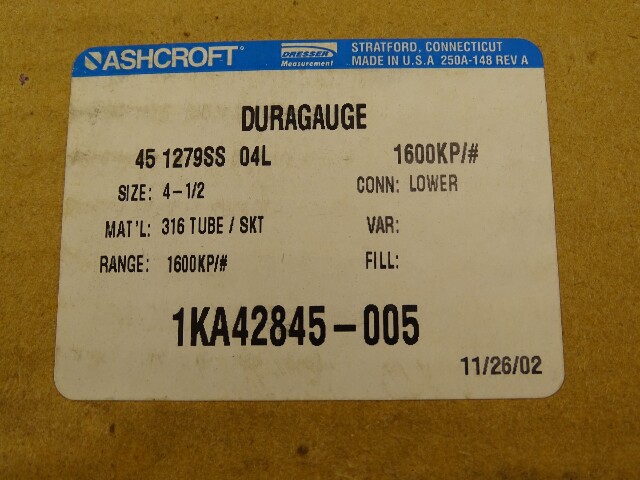 ASHCROFT®
DRESSER
Measurement
STRATFORD, CONNECTICUT
MADE IN U.S.A 250A-148 REV A
DURAGAUGE
45 1279SS 04L 1600KP/#
SIZE: 4-1/2 CONN: LOWER
MAT'L: 316 TUBE / SKT VAR:
RANGE: 1600KP/# FILL:
1KA42845-005
11/26/02